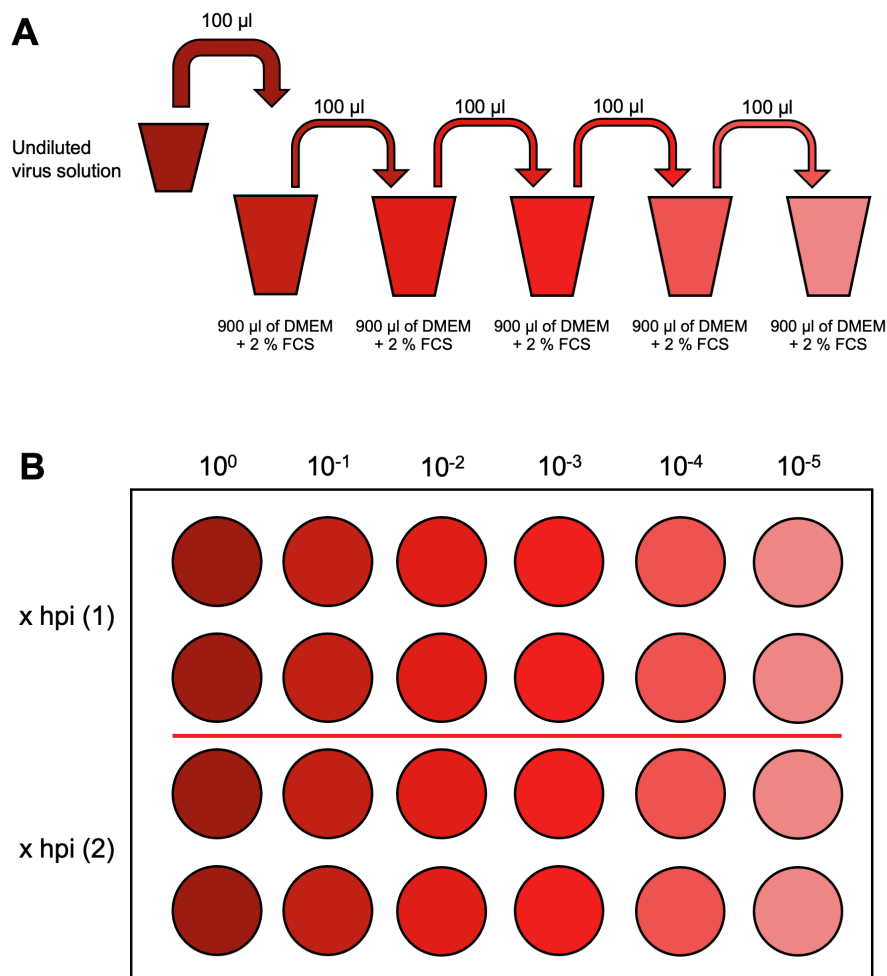 A
100 µl
100 µl
100 µl
100 µl
100 µl
Undiluted
virus solution
900 µl of DMEM
+ 2 % FCS
900 µl of DMEM
+ 2 % FCS
900 µl of DMEM
+ 2 % FCS
900 µl of DMEM
+ 2 % FCS
900 µl of DMEM
+ 2 % FCS
B
10⁰ 10⁻¹ 10⁻² 10⁻³ 10⁻⁴ 10⁻⁵
x hpi (1)
x hpi (2)